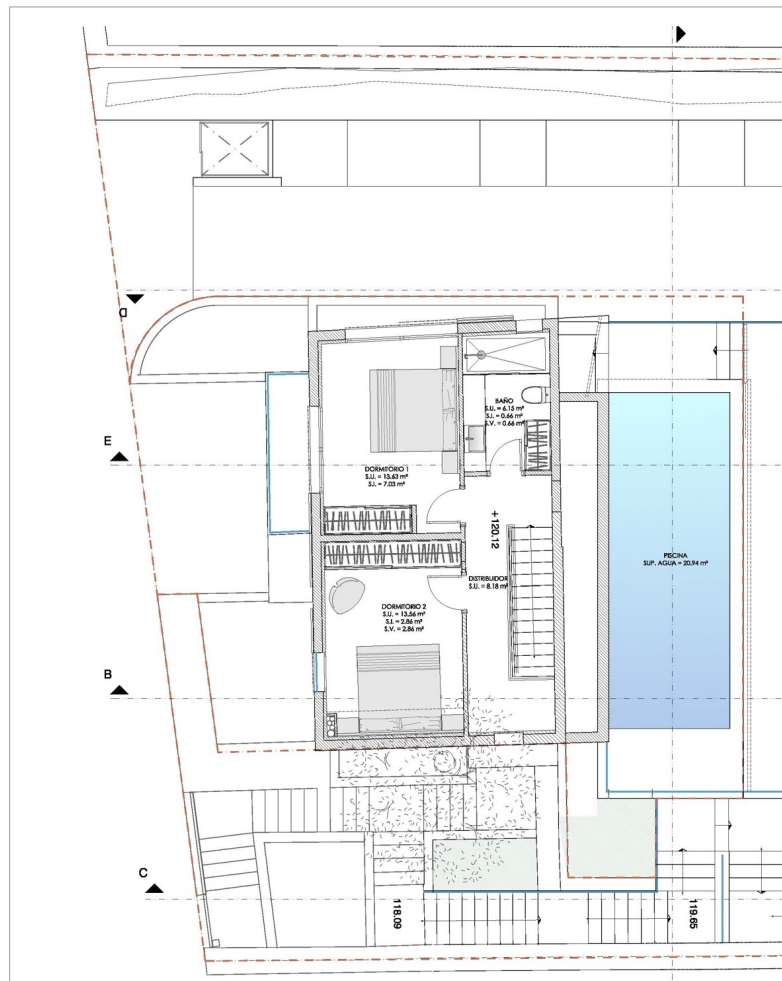 D
E
BAÑO
S.U. = 6.15 m²
S.I. = 0.66 m²
S.V. = 0.66 m²
DORMITORIO 1
S.U. = 13.63 m²
S.I. = 7.03 m²
+120.12
PISCINA
SUP. AGUA = 20.94 m²
DISTRIBUIDOR
S.U. = 8.18 m²
DORMITORIO 2
S.U. = 13.56 m²
S.I. = 2.86 m²
S.V. = 2.86 m²
B
C
118.09
119.65